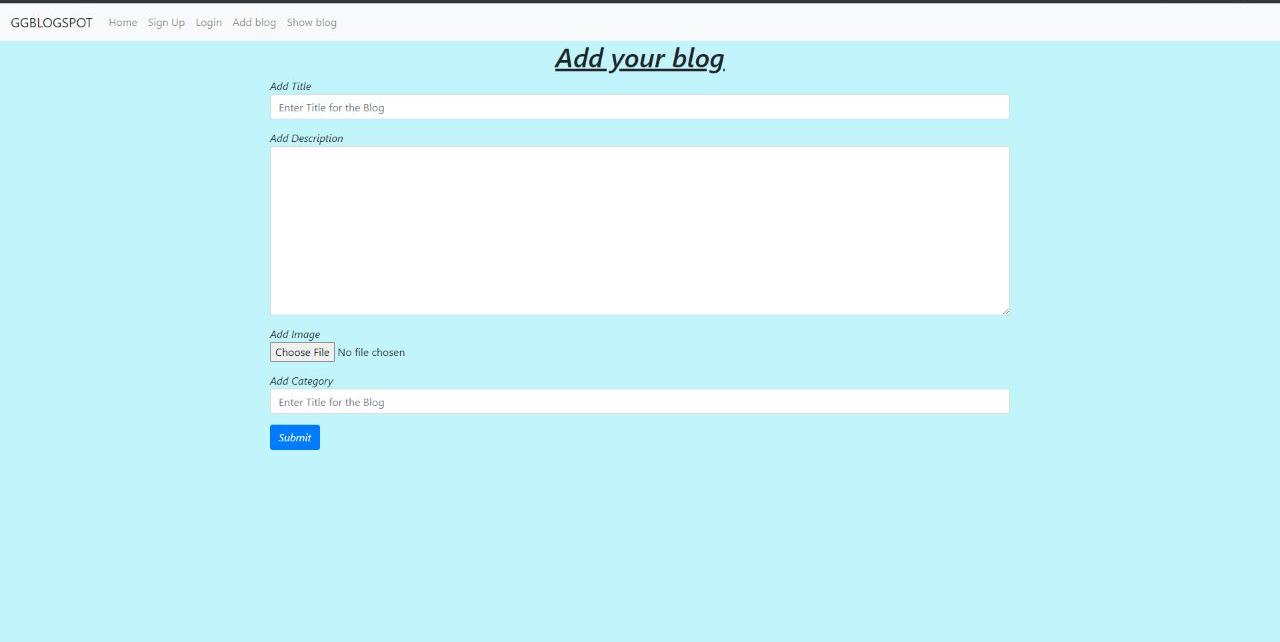 GGBLOGSPOT Home Sign Up Login Add blog Show blog
Add your blog
Add Title
Enter Title for the Blog
Add Description
Add Image
Choose File No file chosen
Add Category
Enter Title for the Blog
Submit